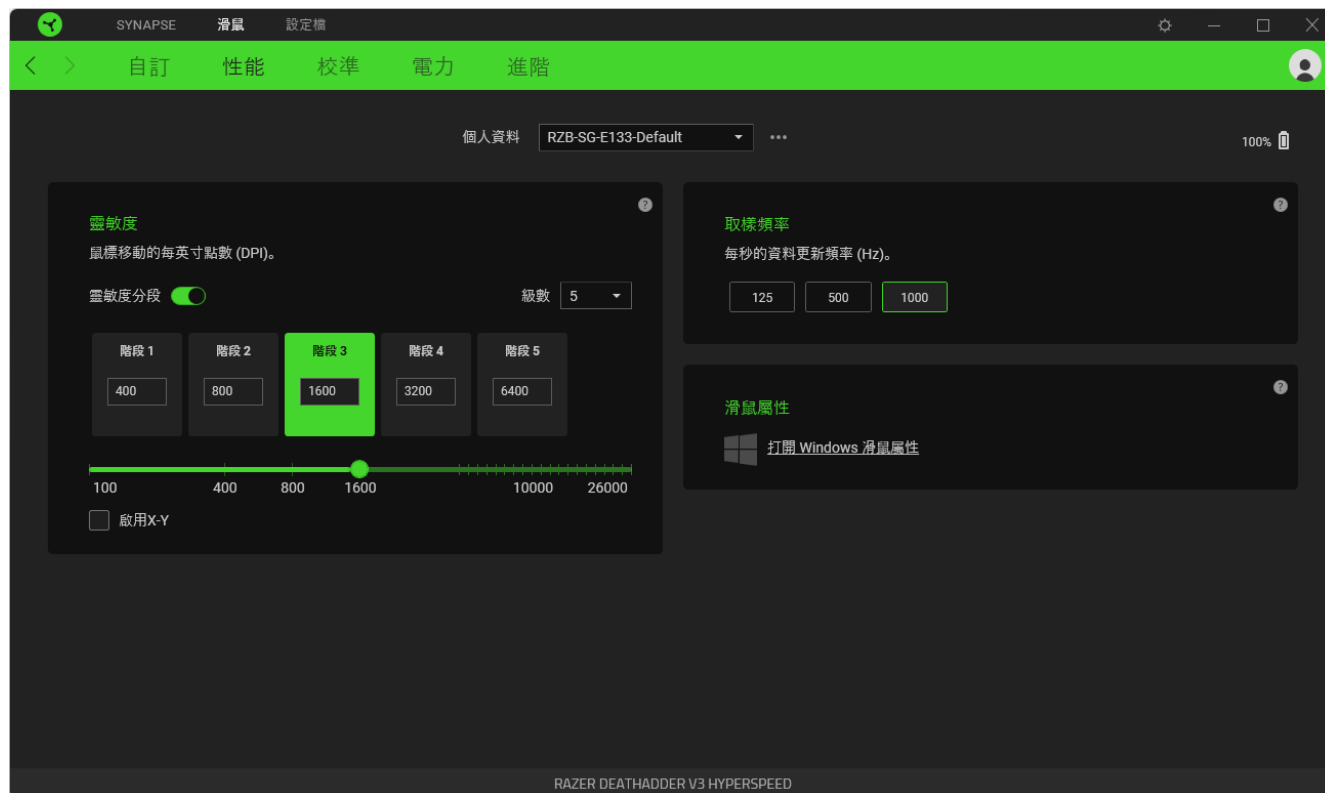 SYNAPSE 滑鼠 設定檔
自訂 性能 校準 電力 進階
個人資料 RZB-SG-E133-Default
100%
靈敏度
鼠標移動的每英寸點數 (DPI)。
靈敏度分段 級數 5
階段 1 階段 2 階段 3 階段 4 階段 5
400 800 1600 3200 6400
100 400 800 1600 10000 26000
啟用X-Y
取樣頻率
每秒的資料更新頻率 (Hz)。
125 500 1000
滑鼠屬性
打開 Windows 滑鼠屬性
RAZER DEATHADDER V3 HYPERSPEED